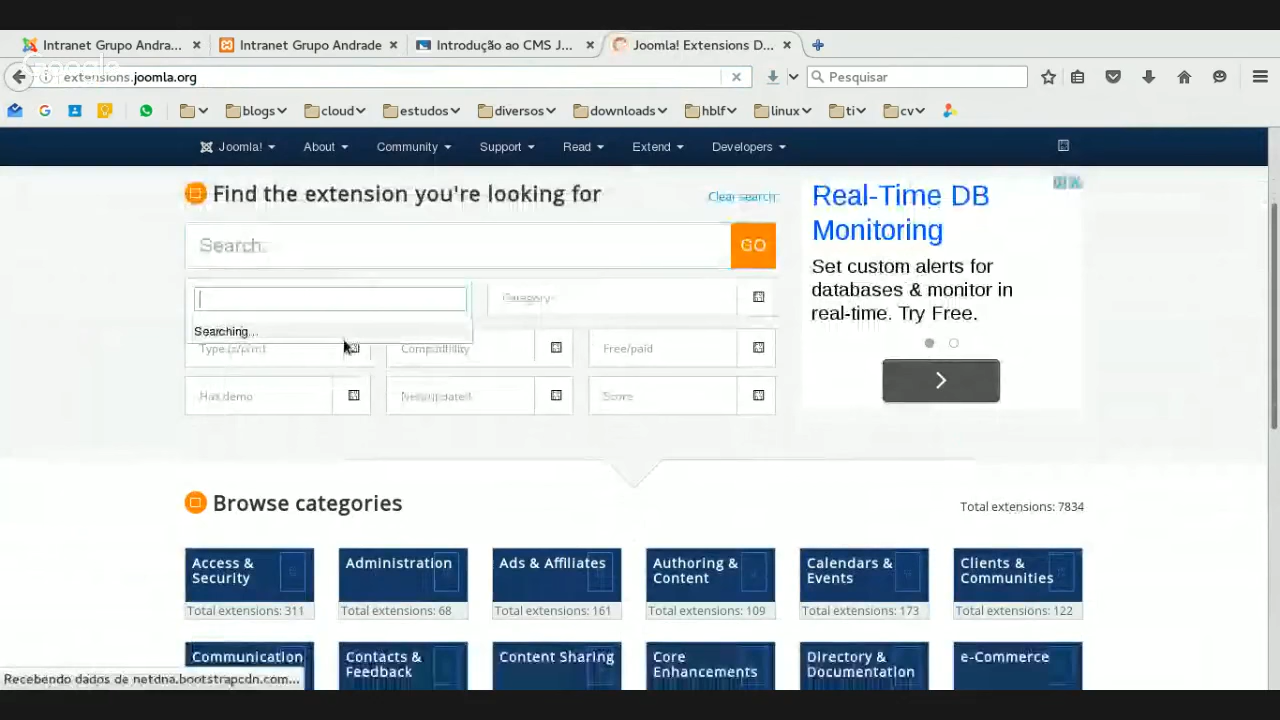 Intranet Grupo Andra...
Intranet Grupo Andrade
Introdução ao CMS J...
Joomla! Extensions D...
Google
extensions.joomla.org
Pesquisar
blogs
cloud
estudos
diversos
downloads
hblf
linux
ti
cv
Joomla!
About
Community
Support
Read
Extend
Developers
Find the extension you're looking for
Clear search
Search
GO
Category
Searching...
Compatibility
Free/paid
Has demo
Score
Real-Time DB
Monitoring
Set custom alerts for
databases & monitor in
real-time. Try Free.
Browse categories
Total extensions: 7834
Access &
Security
Total extensions: 311
Administration
Total extensions: 68
Ads & Affiliates
Total extensions: 161
Authoring &
Content
Total extensions: 109
Calendars &
Events
Total extensions: 173
Clients &
Communities
Total extensions: 122
Communication
Contacts &
Feedback
Content Sharing
Core
Enhancements
Directory &
Documentation
e-Commerce
Recebendo dados de netdna.bootstrapcdn.com...